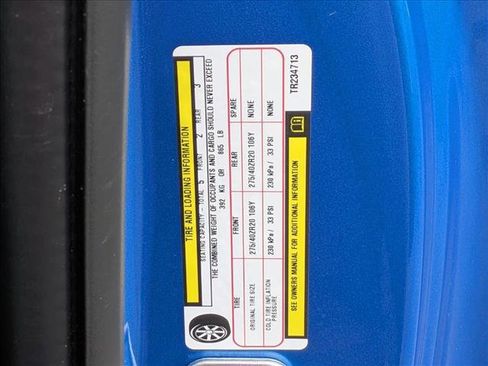 TIRE AND LOADING INFORMATION
SEATING CAPACITY - TOTAL 5 FRONT 2 REAR 3
THE COMBINED WEIGHT OF OCCUPANTS AND CARGO SHOULD NEVER EXCEED
392 KG OR 865 LB
TIRE FRONT REAR SPARE
ORIGINAL TIRE SIZE 275/40ZR20 106Y 275/40ZR20 106Y NONE
COLD TIRE INFLATION
PRESSURE 230 kPa / 33 PSI 230 kPa / 33 PSI NONE
SEE OWNERS MANUAL FOR ADDITIONAL INFORMATION
TR234713